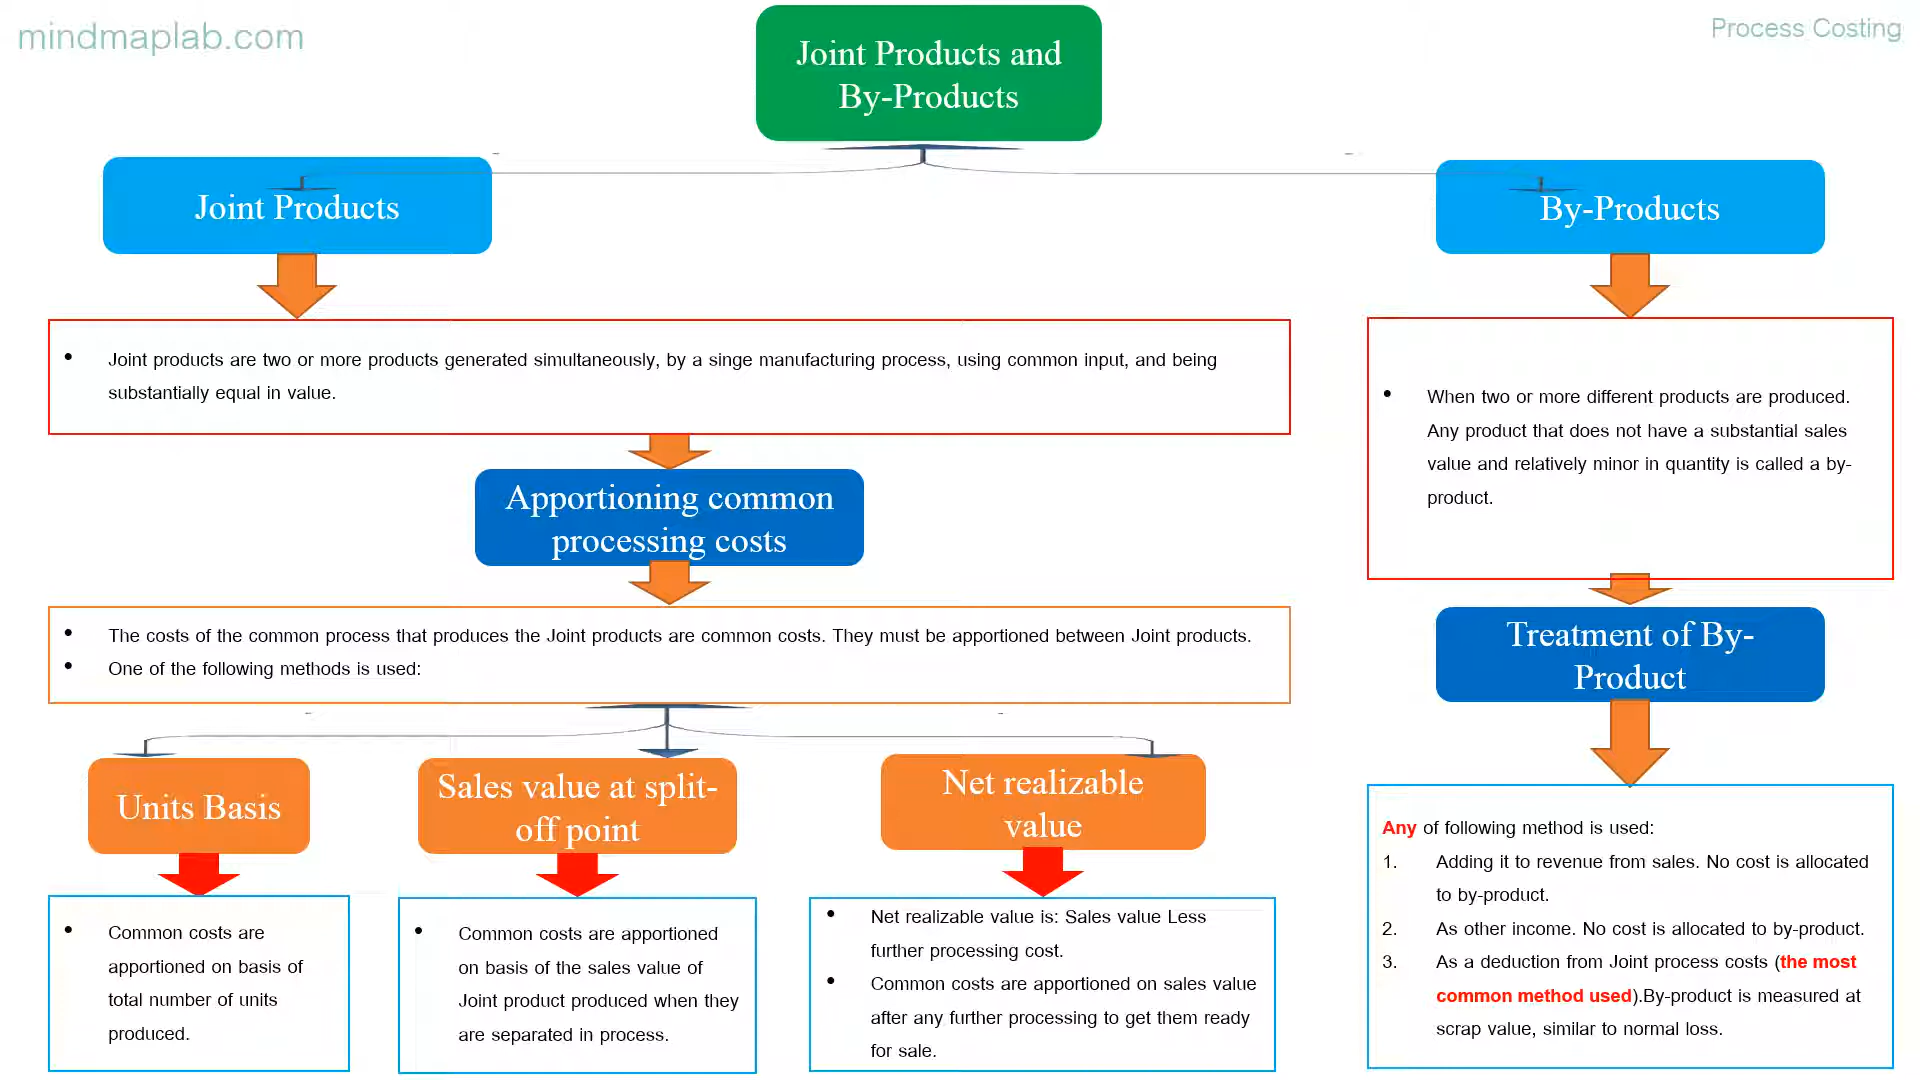 mindmaplab.com
Process Costing
Joint Products and
By-Products
Joint Products
By-Products
• Joint products are two or more products generated simultaneously, by a singe manufacturing process, using common input, and being
substantially equal in value.
• When two or more different products are produced.
Any product that does not have a substantial sales
value and relatively minor in quantity is called a by-
product.
Apportioning common
processing costs
• The costs of the common process that produces the Joint products are common costs. They must be apportioned between Joint products.
• One of the following methods is used:
Treatment of By-
Product
Units Basis
Sales value at split-
off point
Net realizable
value
• Common costs are
apportioned on basis of
total number of units
produced.
• Common costs are apportioned
on basis of the sales value of
Joint product produced when they
are separated in process.
• Net realizable value is: Sales value Less
further processing cost.
• Common costs are apportioned on sales value
after any further processing to get them ready
for sale.
Any of following method is used:
1. Adding it to revenue from sales. No cost is allocated
to by-product.
2. As other income. No cost is allocated to by-product.
3. As a deduction from Joint process costs (the most
common method used).By-product is measured at
scrap value, similar to normal loss.